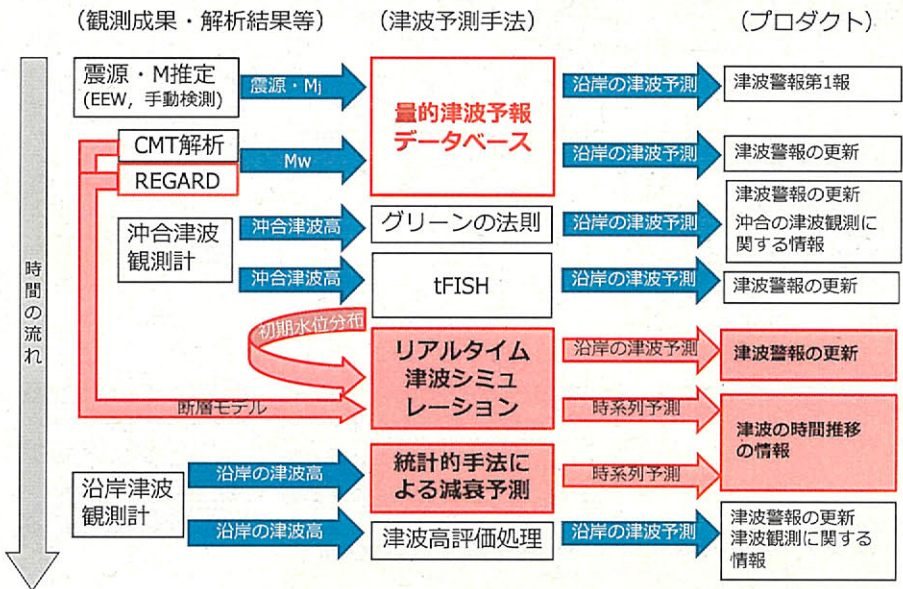 (観測成果・解析結果等)
(津波予測手法)
(プロダクト)
時間の流れ
震源・M推定
(EEW, 手動検測)
震源・Mj
量的津波予報
データベース
沿岸の津波予測
津波警報第1報
CMT解析
REGARD
Mw
沿岸の津波予測
津波警報の更新
沖合津波
観測計
沖合津波高
グリーンの法則
沿岸の津波予測
津波警報の更新
沖合の津波観測に
関する情報
沖合津波高
tFISH
沿岸の津波予測
津波警報の更新
初期水位分布
リアルタイム
津波シミュ
レーション
沿岸の津波予測
津波警報の更新
断層モデル
時系列予測
津波の時間推移
の情報
沿岸津波
観測計
沿岸の津波高
統計的手法に
よる減衰予測
時系列予測
沿岸の津波高
津波高評価処理
沿岸の津波予測
津波警報の更新
津波観測に関する
情報